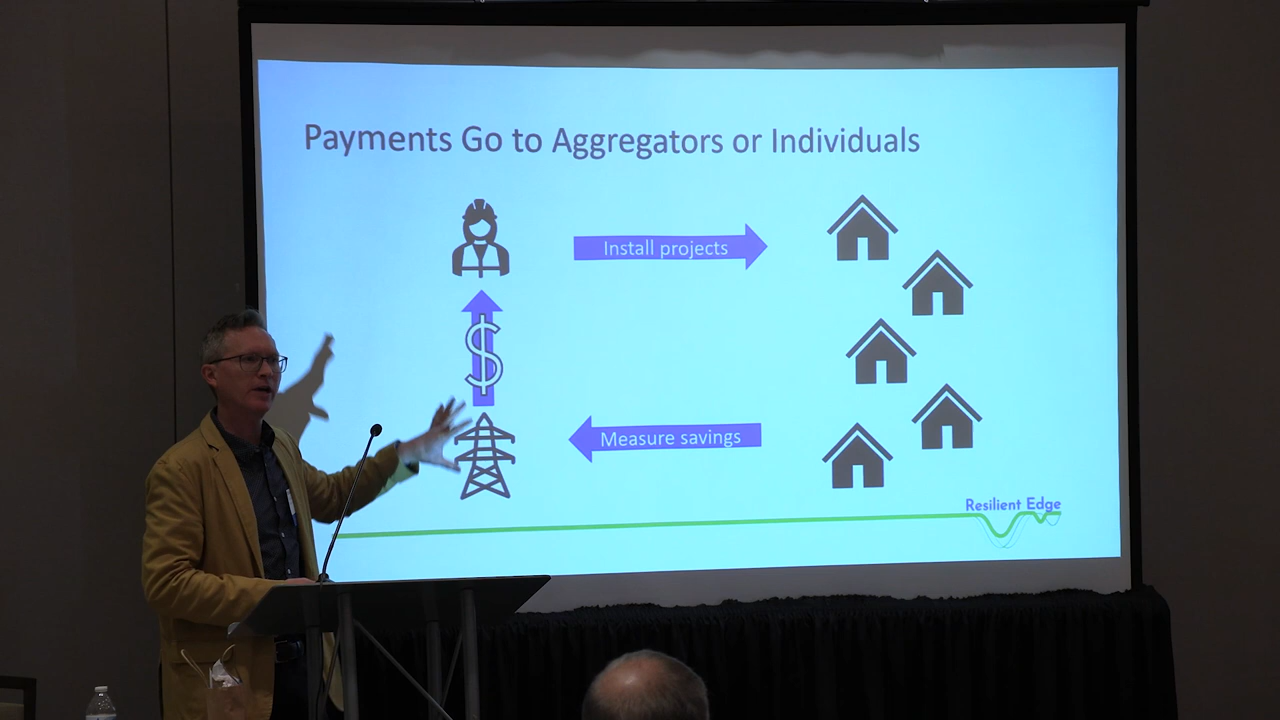 Payments Go to Aggregators or Individuals
Install projects
$
Measure savings
Resilient Edge